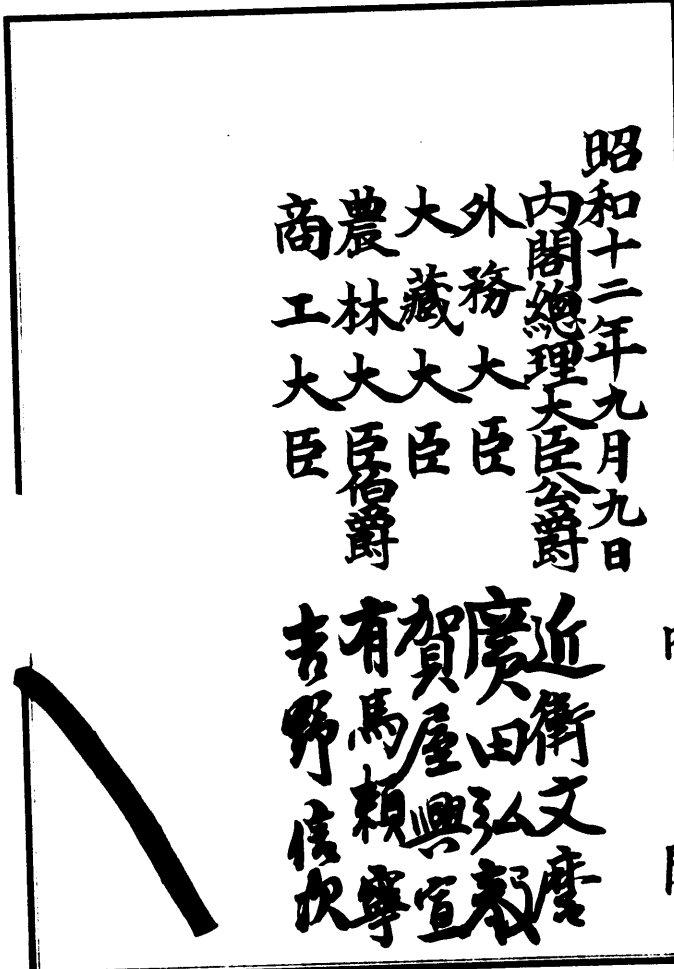 昭和十二年九月九日
内閣總理大臣公爵 近衞文麿
外務大臣 廣田弘毅
大藏大臣 賀屋興宣
農林大臣伯爵 有馬頼寧
商工大臣 吉野信次